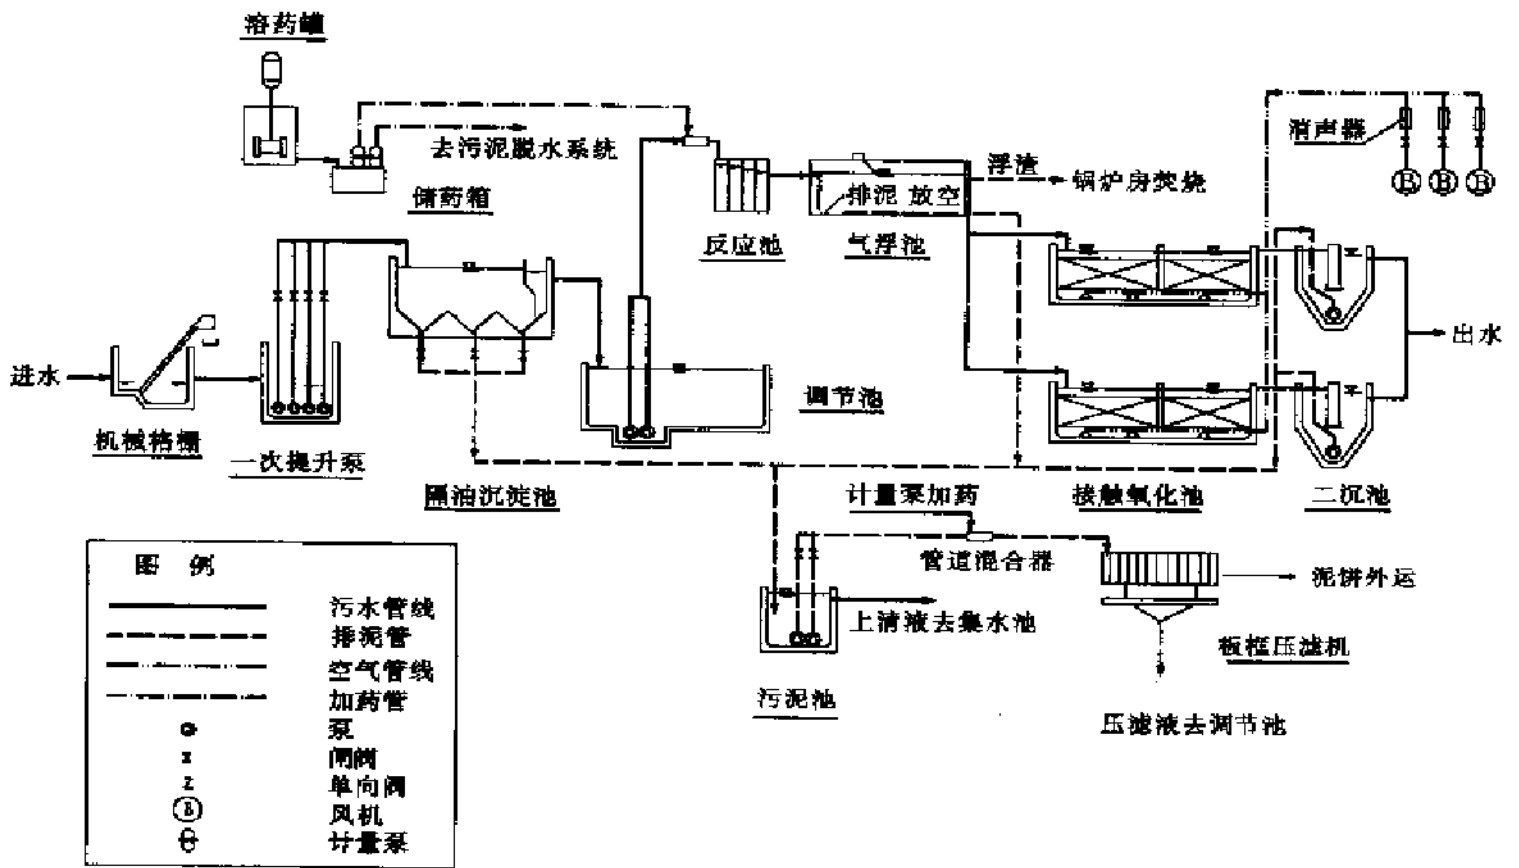 溶药罐
消声器
去污泥脱水系统
储药箱
浮渣
锅炉房焚烧
排泥 放空
反应池
气浮池
B
B
B
进水
出水
机械格栅
一次提升泵
调节池
隔油沉淀池
计量泵加药
接触氧化池
二沉池
管道混合器
泥饼外运
上清液去集水池
板框压滤机
污泥池
压滤液去调节池
图 例
污水管线
排泥管
空气管线
加药管
泵
闸阀
单向阀
风机
计量泵